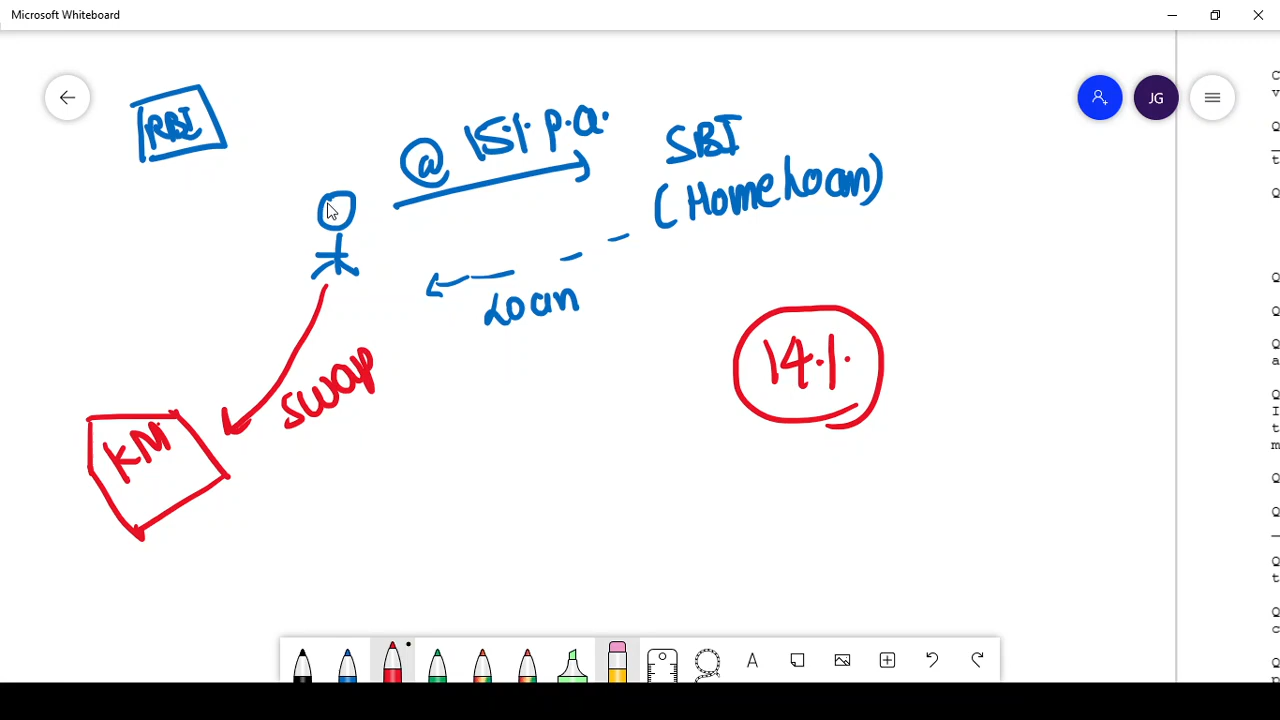 Microsoft Whiteboard
RBI
@ 15% p.a.
SBI
(Home Loan)
Loan
swap
14%
KM
JG
A